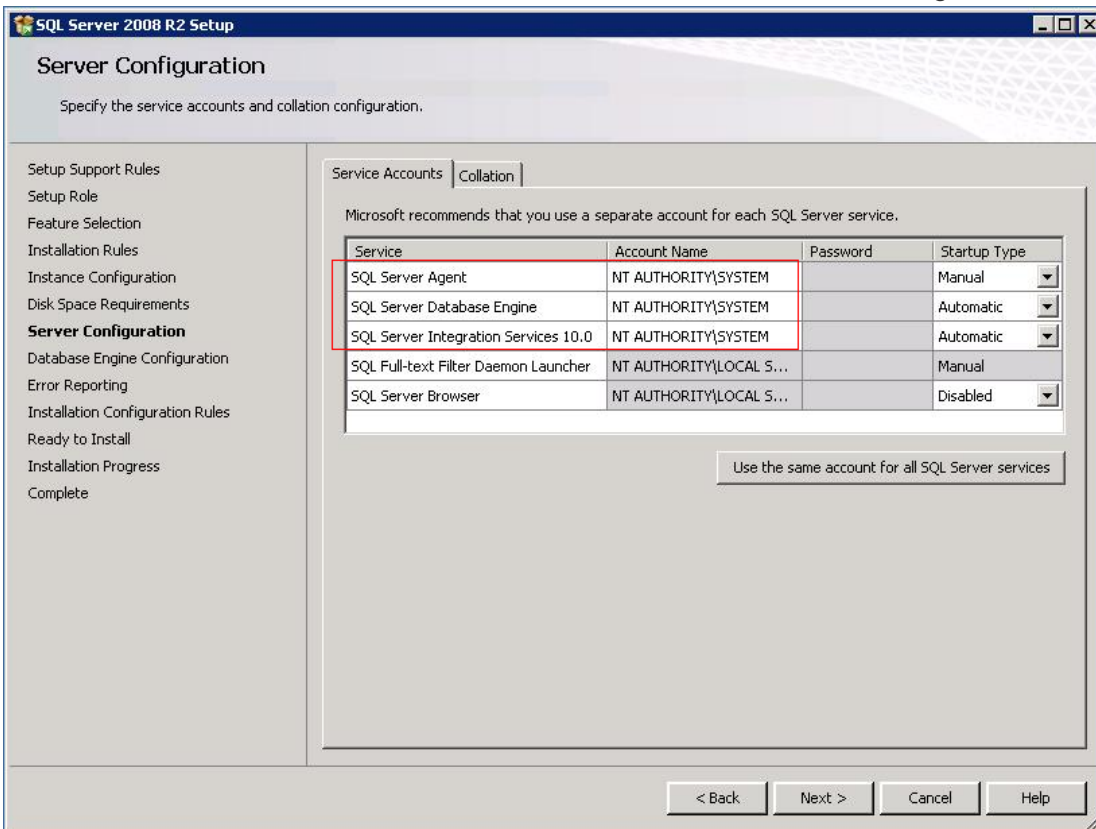 SQL Server 2008 R2 Setup
Server Configuration
Specify the service accounts and collation configuration.
Setup Support Rules
Setup Role
Feature Selection
Installation Rules
Instance Configuration
Disk Space Requirements
Server Configuration
Database Engine Configuration
Error Reporting
Installation Configuration Rules
Ready to Install
Installation Progress
Complete
Service Accounts Collation
Microsoft recommends that you use a separate account for each SQL Server service.
Service Account Name Password Startup Type
SQL Server Agent NT AUTHORITY\SYSTEM Manual
SQL Server Database Engine NT AUTHORITY\SYSTEM Automatic
SQL Server Integration Services 10.0 NT AUTHORITY\SYSTEM Automatic
SQL Full-text Filter Daemon Launcher NT AUTHORITY\LOCAL S... Manual
SQL Server Browser NT AUTHORITY\LOCAL S... Disabled
Use the same account for all SQL Server services
< Back Next > Cancel Help